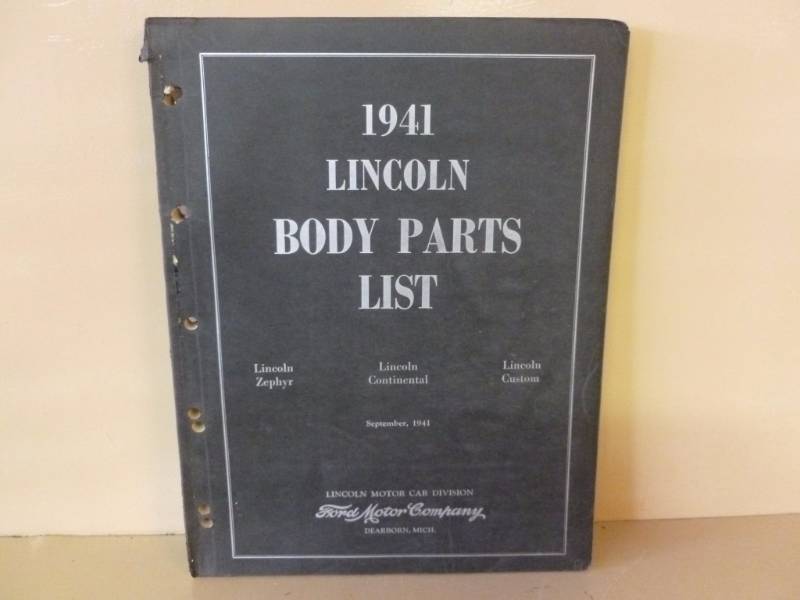 1941
LINCOLN
BODY PARTS
LIST
Lincoln
Zephyr
Lincoln
Continental
Lincoln
Custom
September, 1941
LINCOLN MOTOR CAR DIVISION
Ford Motor Company
DEARBORN, MICH.